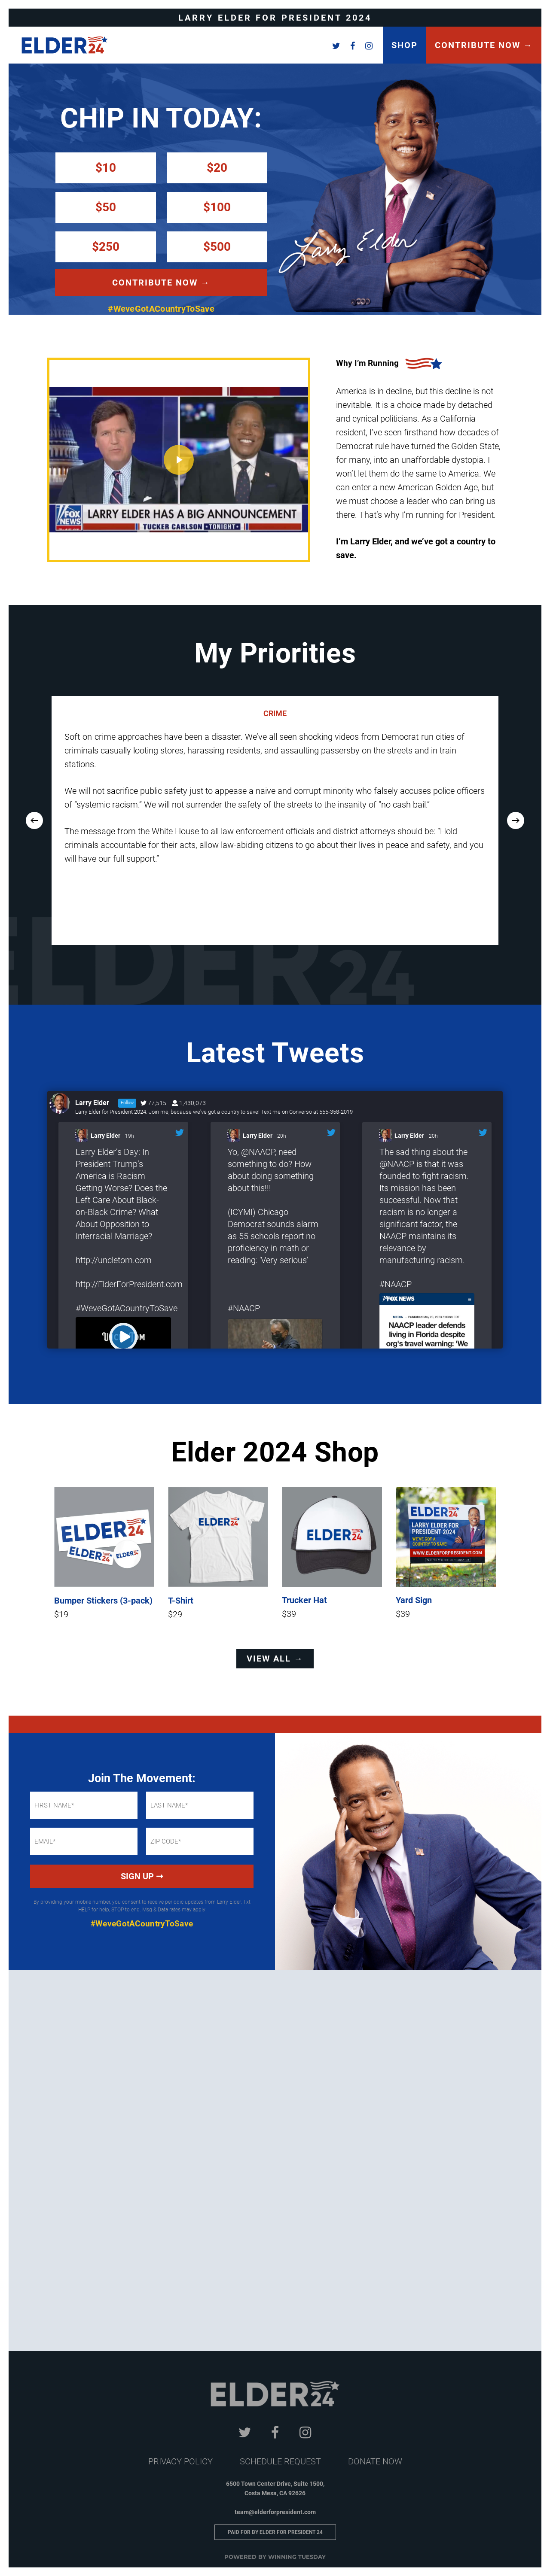 LARRY ELDER FOR PRESIDENT 2024
ELDER24
SHOP
CONTRIBUTE NOW →
CHIP IN TODAY:
$10
$20
$50
$100
$250
$500
CONTRIBUTE NOW →
#WeveGotACountryToSave
Larry Elder
FOX NEWS
LARRY ELDER HAS A BIG ANNOUNCEMENT
TUCKER CARLSON TONIGHT
Why I'm Running
America is in decline, but this decline is not
inevitable. It is a choice made by detached
and cynical politicians. As a California
resident, I've seen firsthand how decades of
Democrat rule have turned the Golden State,
for many, into an unaffordable dystopia. I
won't let them do the same to America. We
can enter a new American Golden Age, but
we must choose a leader who can bring us
there. That's why I'm running for President.
I'm Larry Elder, and we've got a country to
save.
My Priorities
CRIME
Soft-on-crime approaches have been a disaster. We've all seen shocking videos from Democrat-run cities of
criminals casually looting stores, harassing residents, and assaulting passersby on the streets and in train
stations.
We will not sacrifice public safety just to appease a naive and corrupt minority who falsely accuses police officers
of "systemic racism." We will not surrender the safety of the streets to the insanity of "no cash bail."
The message from the White House to all law enforcement officials and district attorneys should be: "Hold
criminals accountable for their acts, allow law-abiding citizens to go about their lives in peace and safety, and you
will have our full support."
ELDER24
Latest Tweets
Larry Elder
Follow
77,515
1,430,073
Larry Elder for President 2024. Join me, because we've got a country to save! Text me on Converso at 555-358-2019
Larry Elder 19h
Larry Elder's Day: In
President Trump's
America is Racism
Getting Worse? Does the
Left Care About Black-
on-Black Crime? What
About Opposition to
Interracial Marriage?
http://uncletom.com
http://ElderForPresident.com
#WeveGotACountryToSave
Larry Elder 20h
Yo, @NAACP, need
something to do? How
about doing something
about this!!!
(ICYMI) Chicago
Democrat sounds alarm
as 55 schools report no
proficiency in math or
reading: 'Very serious'
#NAACP
Larry Elder 20h
The sad thing about the
@NAACP is that it was
founded to fight racism.
Its mission has been
successful. Now that
racism is no longer a
significant factor, the
NAACP maintains its
relevance by
manufacturing racism.
#NAACP
FOX NEWS
NAACP leader defends
living in Florida despite
org's travel warning: 'We
Elder 2024 Shop
ELDER24
ELDER24
ELDER24
ELDER24
ELDER24
ELDER24
LARRY ELDER FOR
PRESIDENT 2024
WE'VE GOT A
COUNTRY TO SAVE!
WWW.ELDERFORPRESIDENT.COM
Bumper Stickers (3-pack)
$19
T-Shirt
$29
Trucker Hat
$39
Yard Sign
$39
VIEW ALL →
Join The Movement:
FIRST NAME*
LAST NAME*
EMAIL*
ZIP CODE*
SIGN UP ➞
By providing your mobile number, you consent to receive periodic updates from Larry Elder. Txt
HELP for help; STOP to end. Msg & Data rates may apply
#WeveGotACountryToSave
ELDER24
PRIVACY POLICY
SCHEDULE REQUEST
DONATE NOW
6500 Town Center Drive, Suite 1500,
Costa Mesa, CA 92626
team@elderforpresident.com
PAID FOR BY ELDER FOR PRESIDENT 24
POWERED BY WINNING TUESDAY